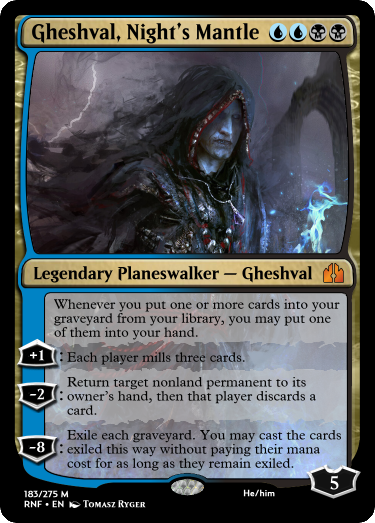 Gheshval, Night's Mantle
Legendary Planeswalker — Gheshval
Whenever you put one or more cards into your
graveyard from your library, you may put one
of them into your hand.
+1: Each player mills three cards.
Return target nonland permanent to its
-2: owner's hand, then that player discards a
card.
Exile each graveyard. You may cast the cards
-8: exiled this way without paying their mana
cost for as long as they remain exiled.
5
183/275 M
He/him
RNF • EN Tomasz Ryger